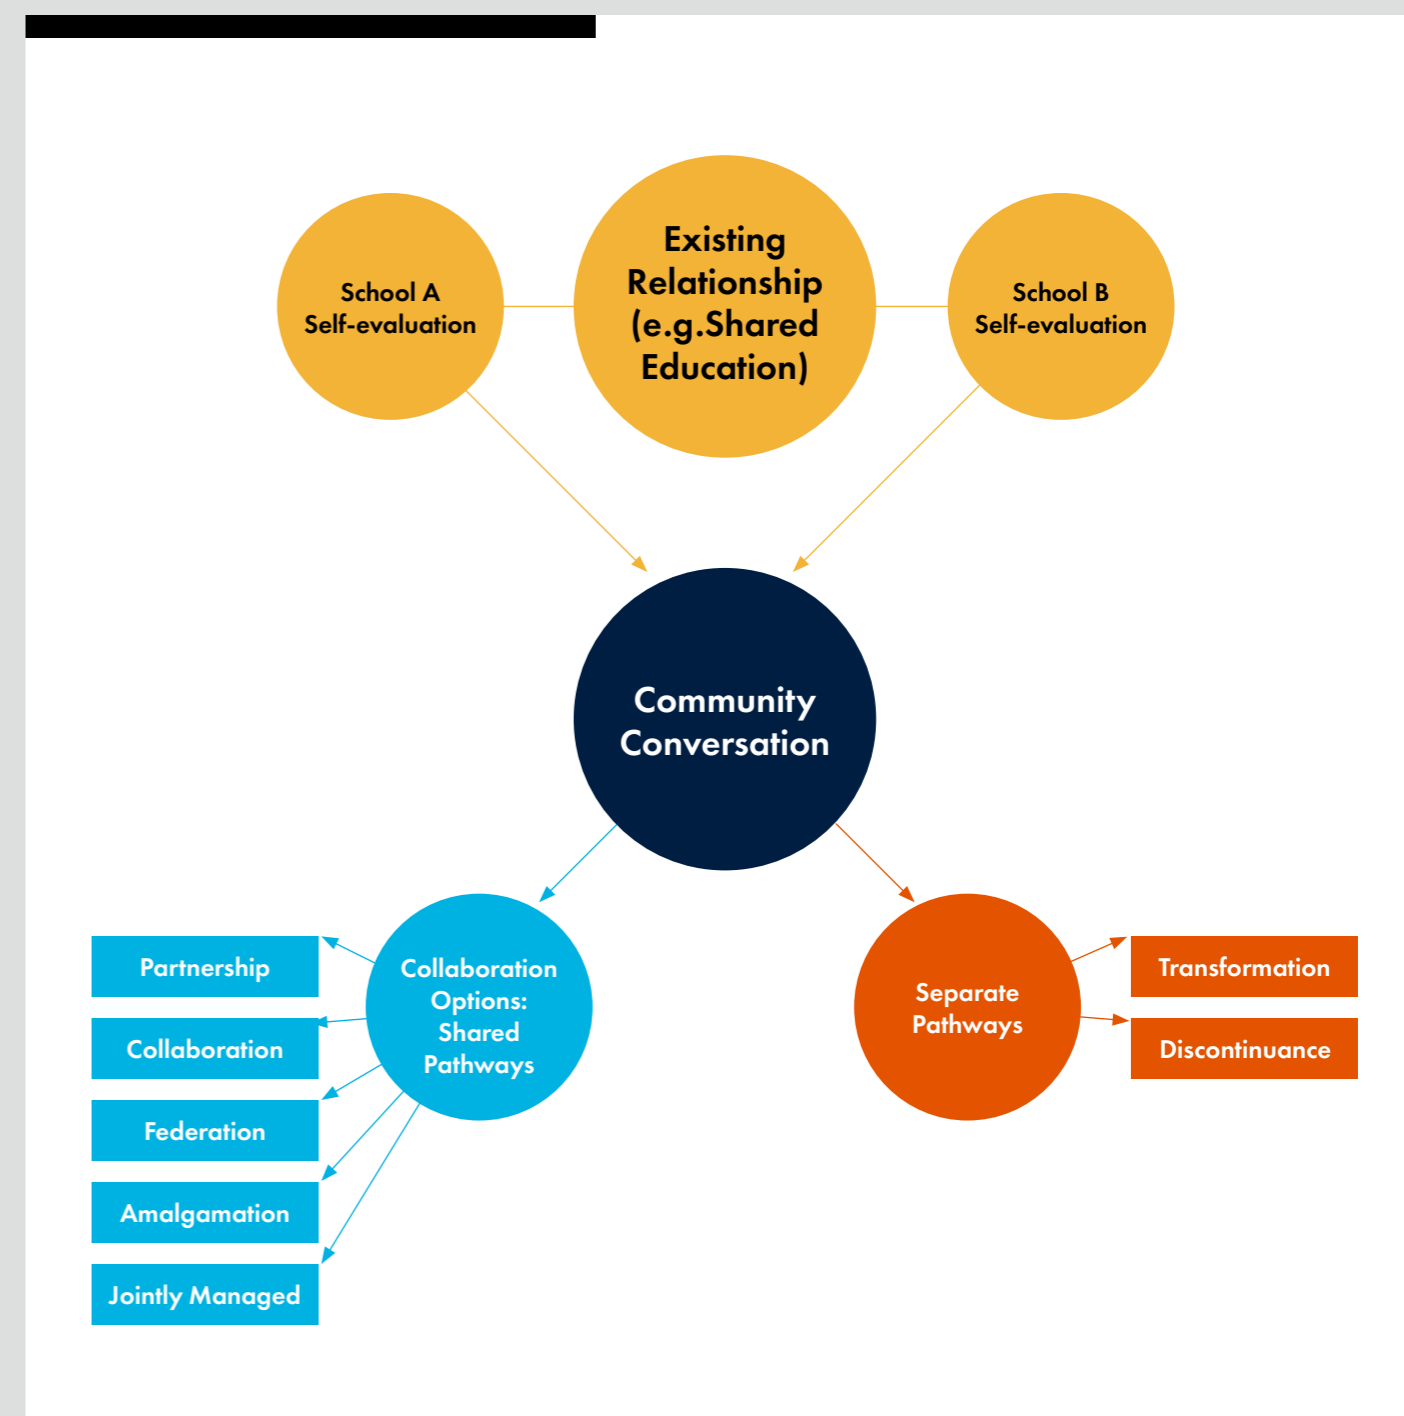 Existing
Relationship
(e.g.Shared
Education)
School A
Self-evaluation
School B
Self-evaluation
Community
Conversation
Collaboration
Options:
Shared
Pathways
Partnership
Collaboration
Federation
Amalgamation
Jointly Managed
Separate
Pathways
Transformation
Discontinuance